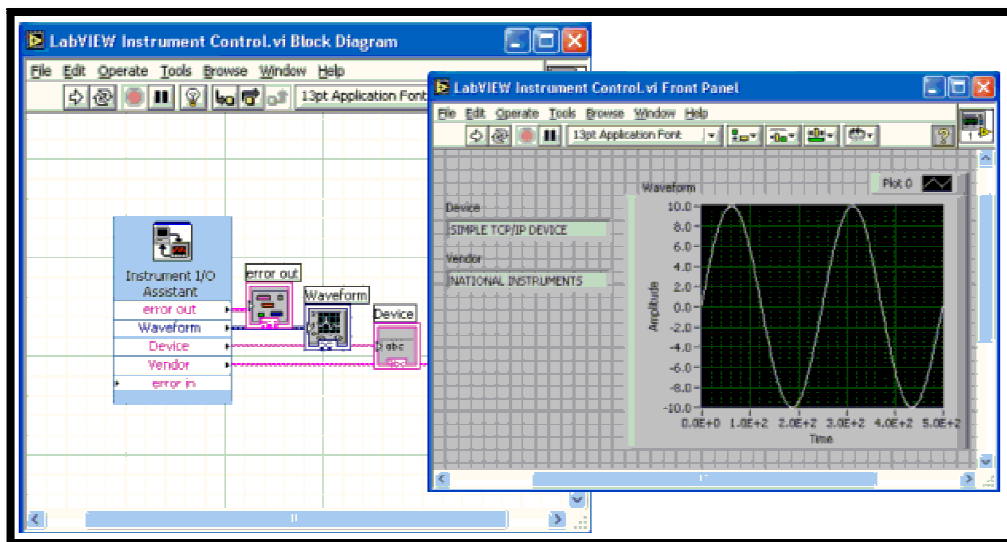 LabVIEW Instrument Control.vi Block Diagram
File Edit Operate Tools Browse Window Help
13pt Application Font
Instrument I/O
Assistant
error out
Waveform
Device
Vendor
error in
error out
Waveform
Device
abc
abc
LabVIEW Instrument Control.vi Front Panel
File Edit Operate Tools Browse Window Help
13pt Application Font
?
1
Device
SIMPLE TCP/IP DEVICE
Vendor
NATIONAL INSTRUMENTS
Waveform
Plot 0
Amplitude
10.0
8.0
6.0
4.0
2.0
0.0
-2.0
-4.0
-6.0
-8.0
-10.0
0.0E+0 1.0E+2 2.0E+2 3.0E+2 4.0E+2 5.0E+2
Time